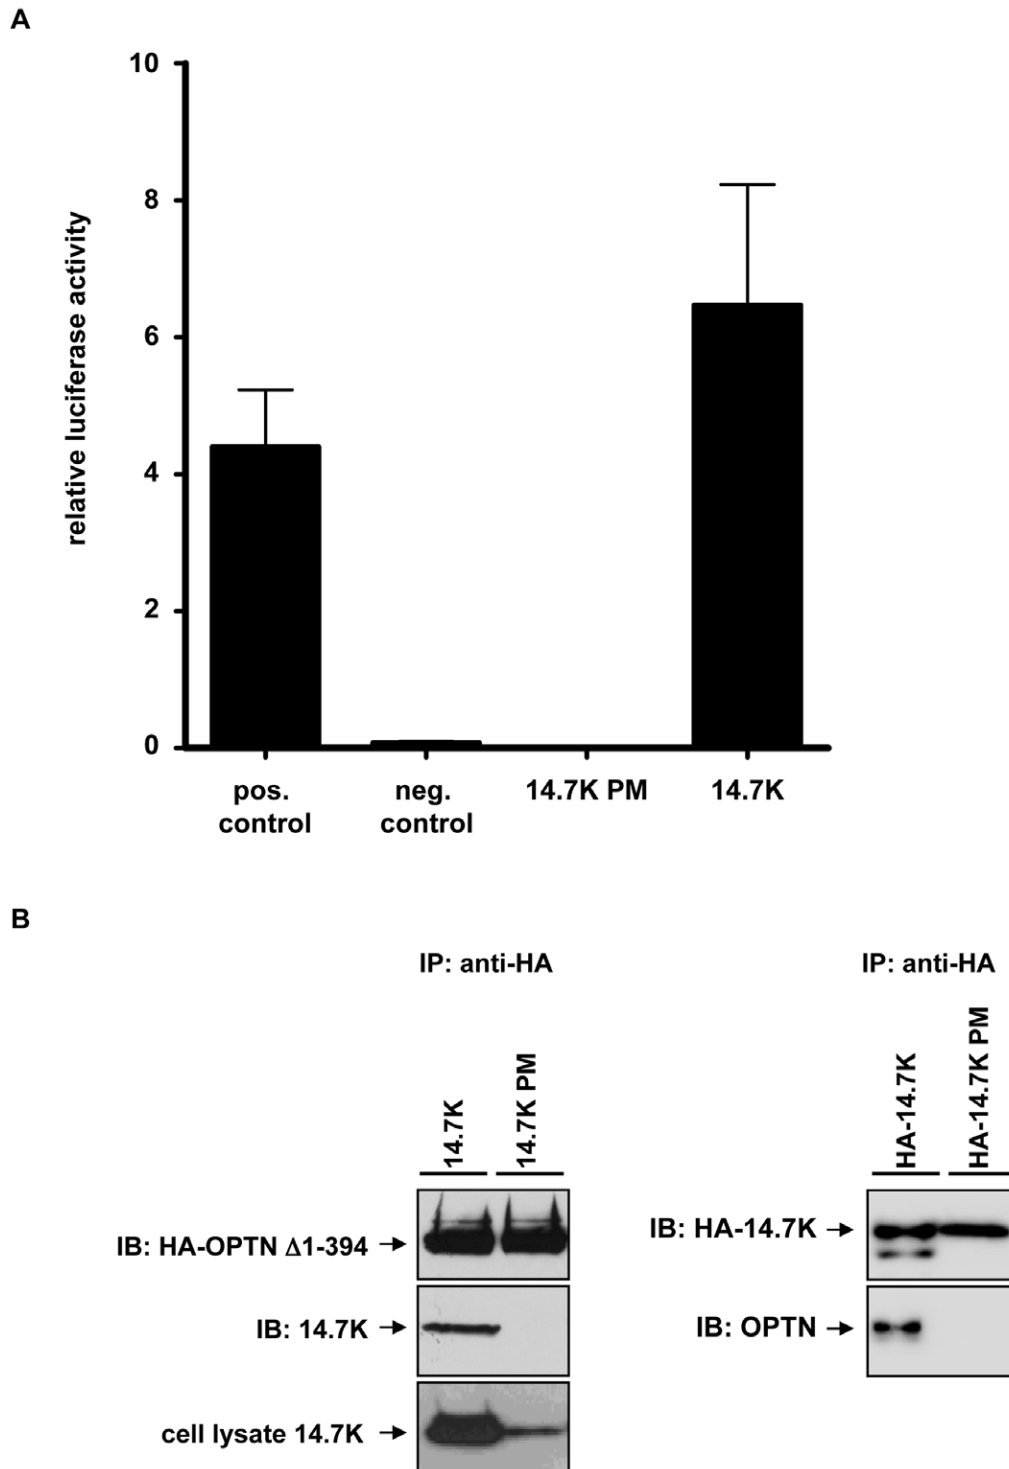 A
relative luciferase activity
10
8
6
4
2
0
pos.
control
neg.
control
14.7K PM
14.7K
B
IP: anti-HA
14.7K
14.7K PM
IB: HA-OPTN Δ1-394
IB: 14.7K
cell lysate 14.7K
IP: anti-HA
HA-14.7K
HA-14.7K PM
IB: HA-14.7K
IB: OPTN